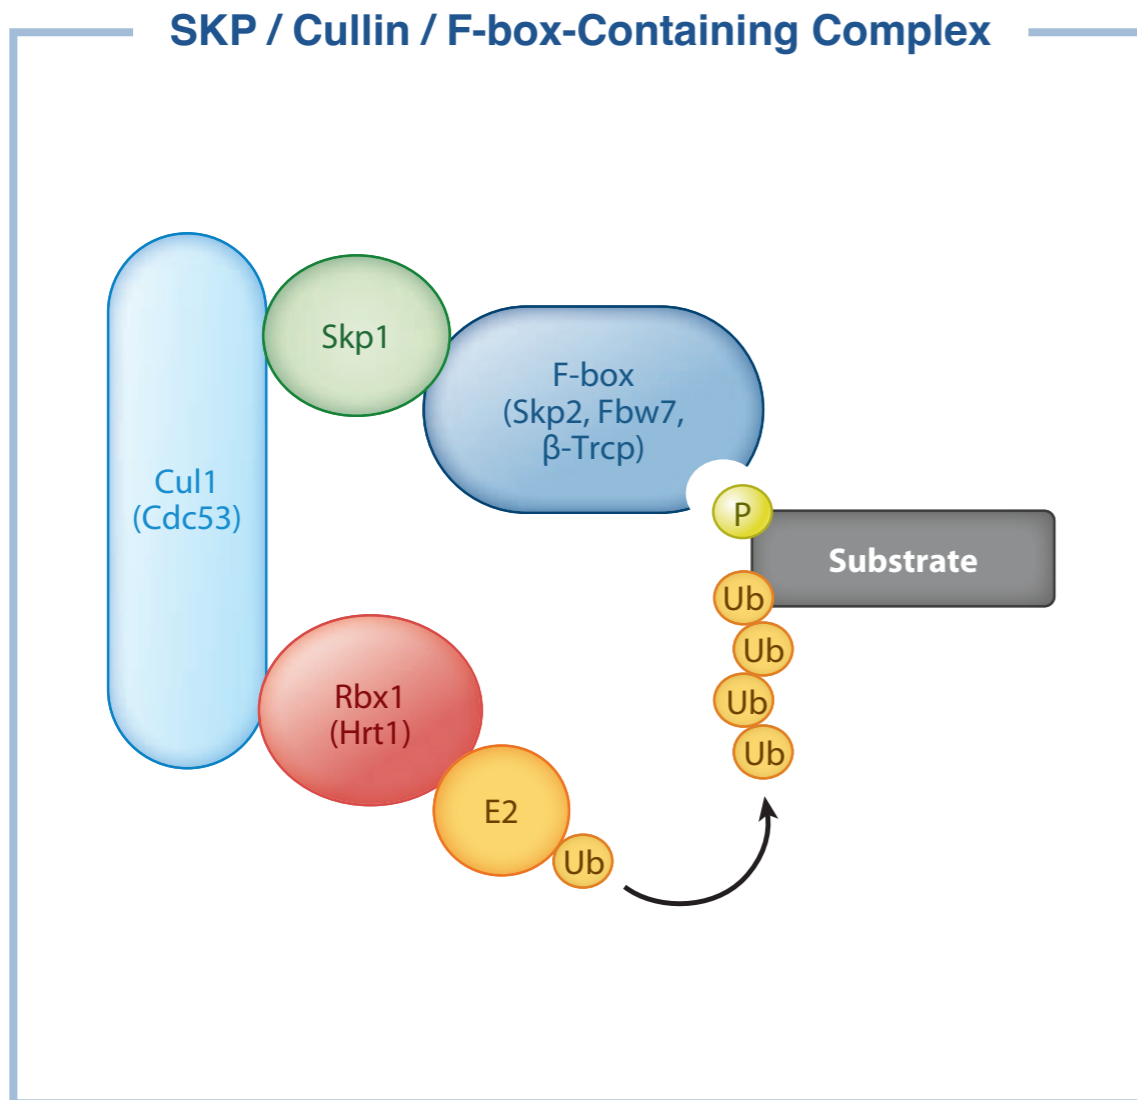 SKP / Cullin / F-box-Containing Complex
Skp1
F-box
(Skp2, Fbw7,
β-Trcp)
Cul1
(Cdc53)
P
Substrate
Ub
Ub
Ub
Ub
Rbx1
(Hrt1)
E2
Ub